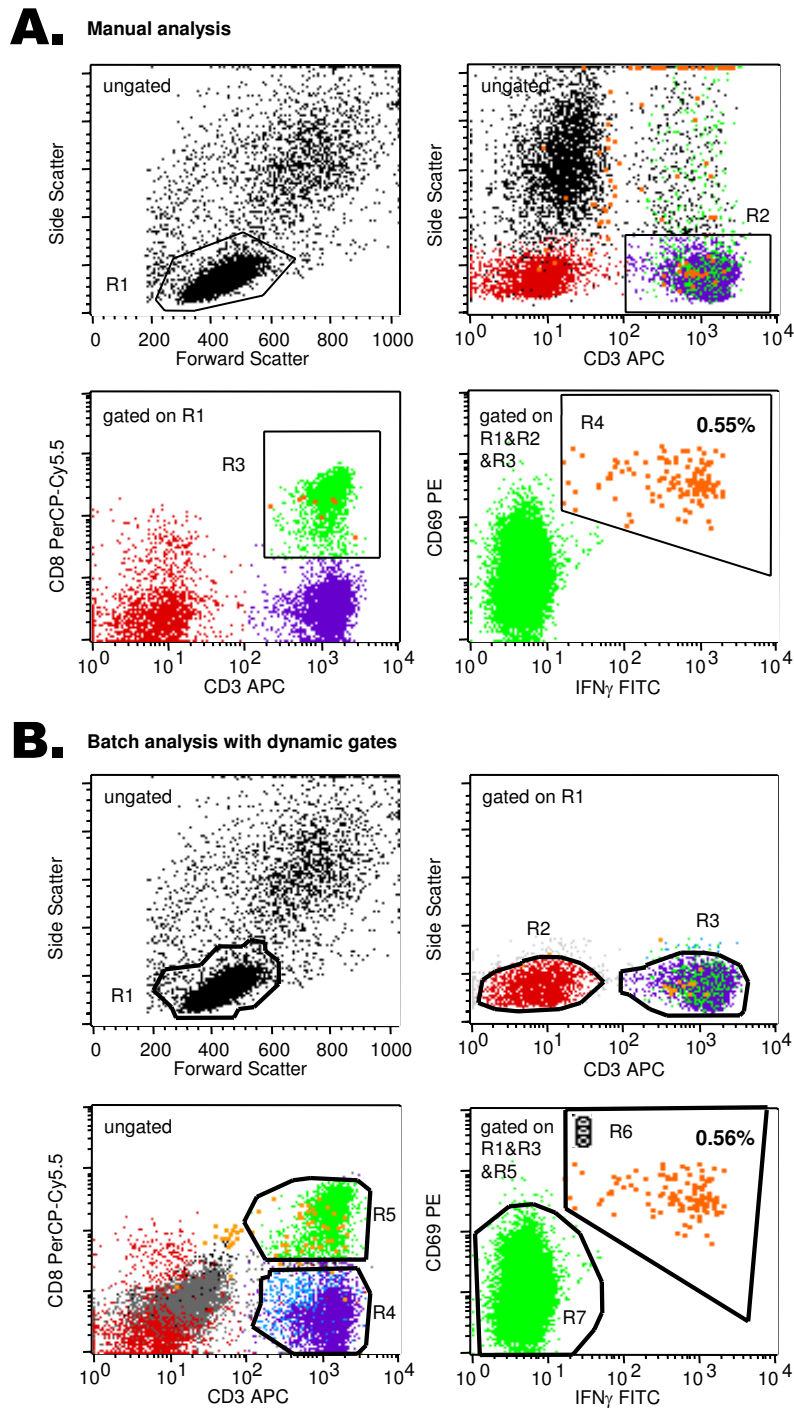 A. Manual analysis
ungated
Side Scatter
R1
0 200 400 600 800 1000
Forward Scatter
ungated
Side Scatter
R2
10^0 10^1 10^2 10^3 10^4
CD3 APC
gated on R1
CD8 PerCP-Cy5.5
R3
10^0 10^1 10^2 10^3 10^4
CD3 APC
gated on
R1&R2
&R3
R4
0.55%
CD69 PE
10^0 10^1 10^2 10^3 10^4
IFNγ FITC
B. Batch analysis with dynamic gates
ungated
Side Scatter
R1
0 200 400 600 800 1000
Forward Scatter
gated on R1
Side Scatter
R2
R3
10^0 10^1 10^2 10^3 10^4
CD3 APC
ungated
CD8 PerCP-Cy5.5
R5
R4
10^0 10^1 10^2 10^3 10^4
CD3 APC
gated on
R1&R3
&R5
R6
0.56%
CD69 PE
R7
10^0 10^1 10^2 10^3 10^4
IFNγ FITC